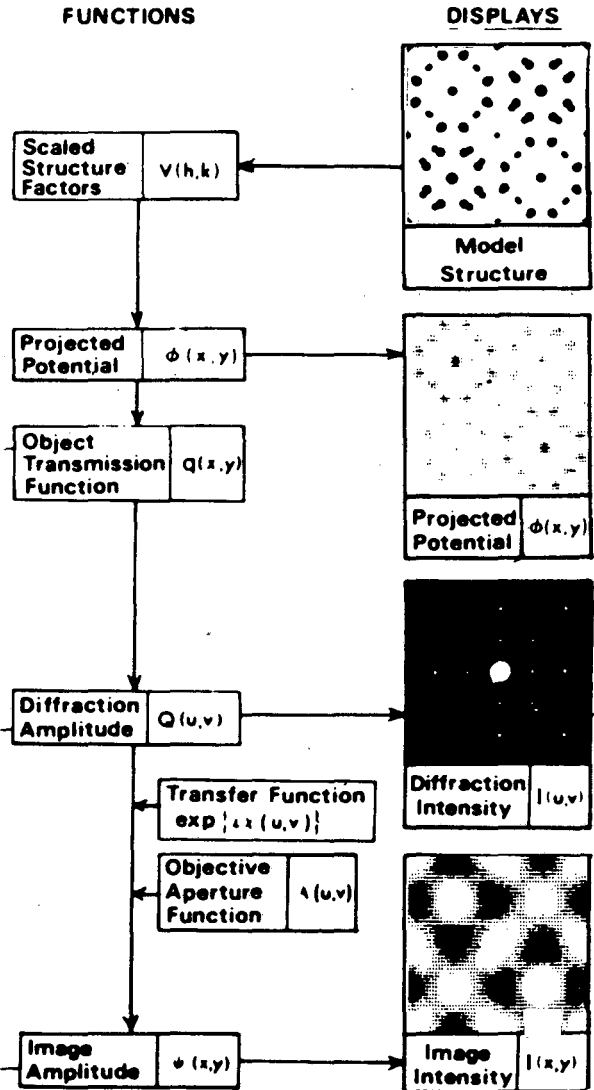 FUNCTIONS
DISPLAYS
Scaled
Structure
Factors
V(h,k)
Model
Structure
Projected
Potential
ϕ(x,y)
Object
Transmission
Function
q(x,y)
Projected
Potential
ϕ(x,y)
Diffraction
Amplitude
Q(u,v)
Diffraction
Intensity
I(u,v)
Transfer Function
exp{iχ(u,v)}
Objective
Aperture
Function
A(u,v)
Image
Amplitude
ψ(x,y)
Image
Intensity
I(x,y)